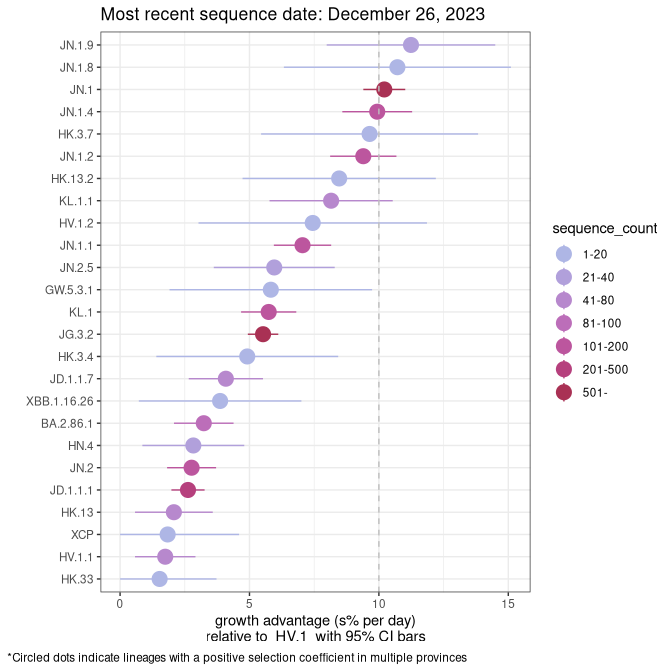 Most recent sequence date: December 26, 2023
JN.1.9
JN.1.8
JN.1
JN.1.4
HK.3.7
JN.1.2
HK.13.2
KL.1.1
HV.1.2
JN.1.1
JN.2.5
GW.5.3.1
KL.1
JG.3.2
HK.3.4
JD.1.1.7
XBB.1.16.26
BA.2.86.1
HN.4
JN.2
JD.1.1.1
HK.13
XCP
HV.1.1
HK.33
0 5 10 15
growth advantage (s% per day)
relative to HV.1 with 95% CI bars
sequence_count
1-20
21-40
41-80
81-100
101-200
201-500
501-
*Circled dots indicate lineages with a positive selection coefficient in multiple provinces